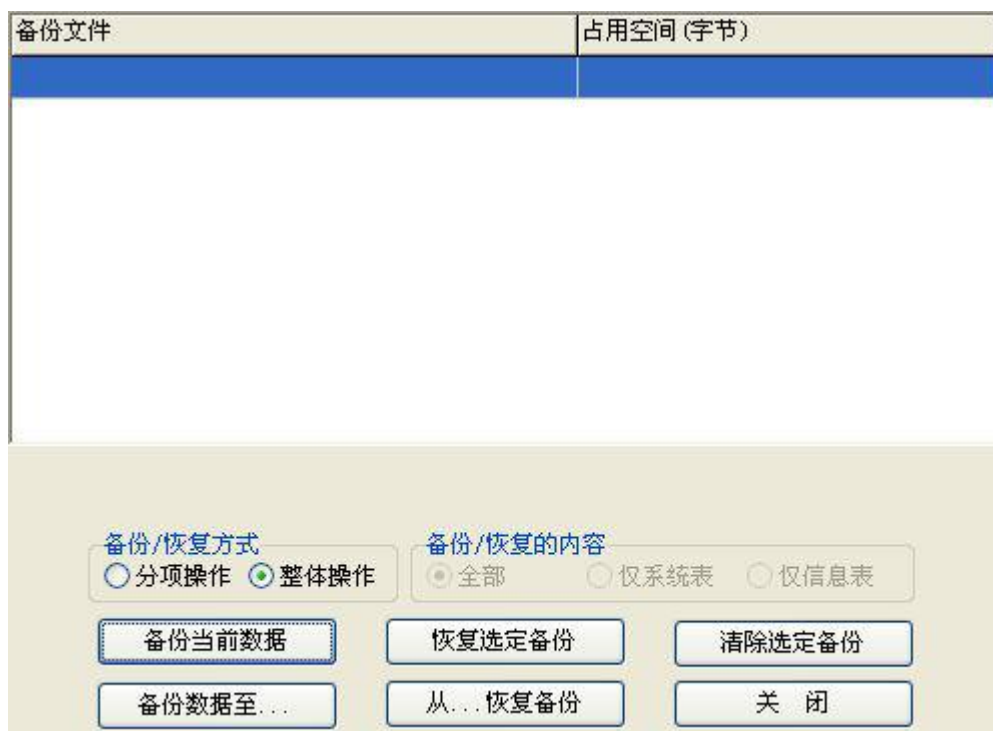 备份文件 占用空间(字节)
备份/恢复方式 备份/恢复的内容
分项操作 整体操作 全部 仅系统表 仅信息表
备份当前数据 恢复选定备份 清除选定备份
备份数据至... 从...恢复备份 关 闭